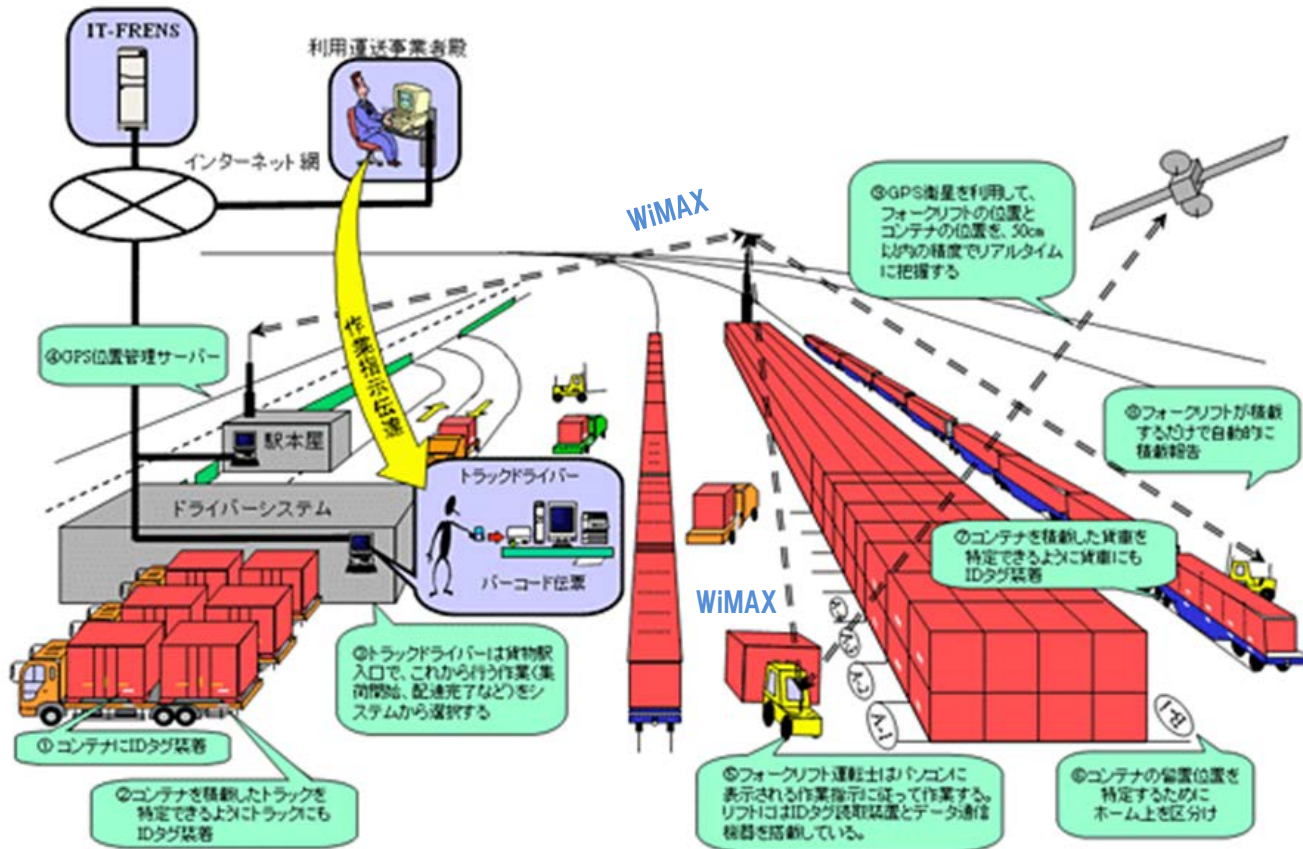 IT-FRENS
利用運送事業者殿
インターネット網
WiMAX
③GPS衛星を利用して、
フォークリフトの位置と
コンテナの位置を、50cm
以内の精度でリアルタイム
に把握する
④GPS位置管理サーバー
作業指示伝達
駅本屋
⑧フォークリフトが積載
するだけで自動的に
積載報告
トラックドライバー
ドライバーシステム
バーコード伝票
⑦コンテナを積載した貨車を
特定できるように貨車にも
IDタグ装着
WiMAX
③トラックドライバーは貨物駅
入口で、これから行う作業(集
荷開始、配達完了など)をシ
ステムから選択する
A-4
A-3
A-2
A-1
B-1
①コンテナにIDタグ装着
②コンテナを積載したトラックを
特定できるようにトラックにも
IDタグ装着
⑤フォークリフト運転士はパソコンに
表示される作業指示に従って作業する。
リフトにはIDタグ読取装置とデータ通信
機器を搭載している。
⑥コンテナの留置位置を
特定するために
ホーム上を区分け